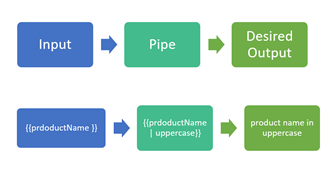 Input
Pipe
Desired
Output
{{prdoductName }}
{{prdoductName
| uppercase}}
product name in
uppercase